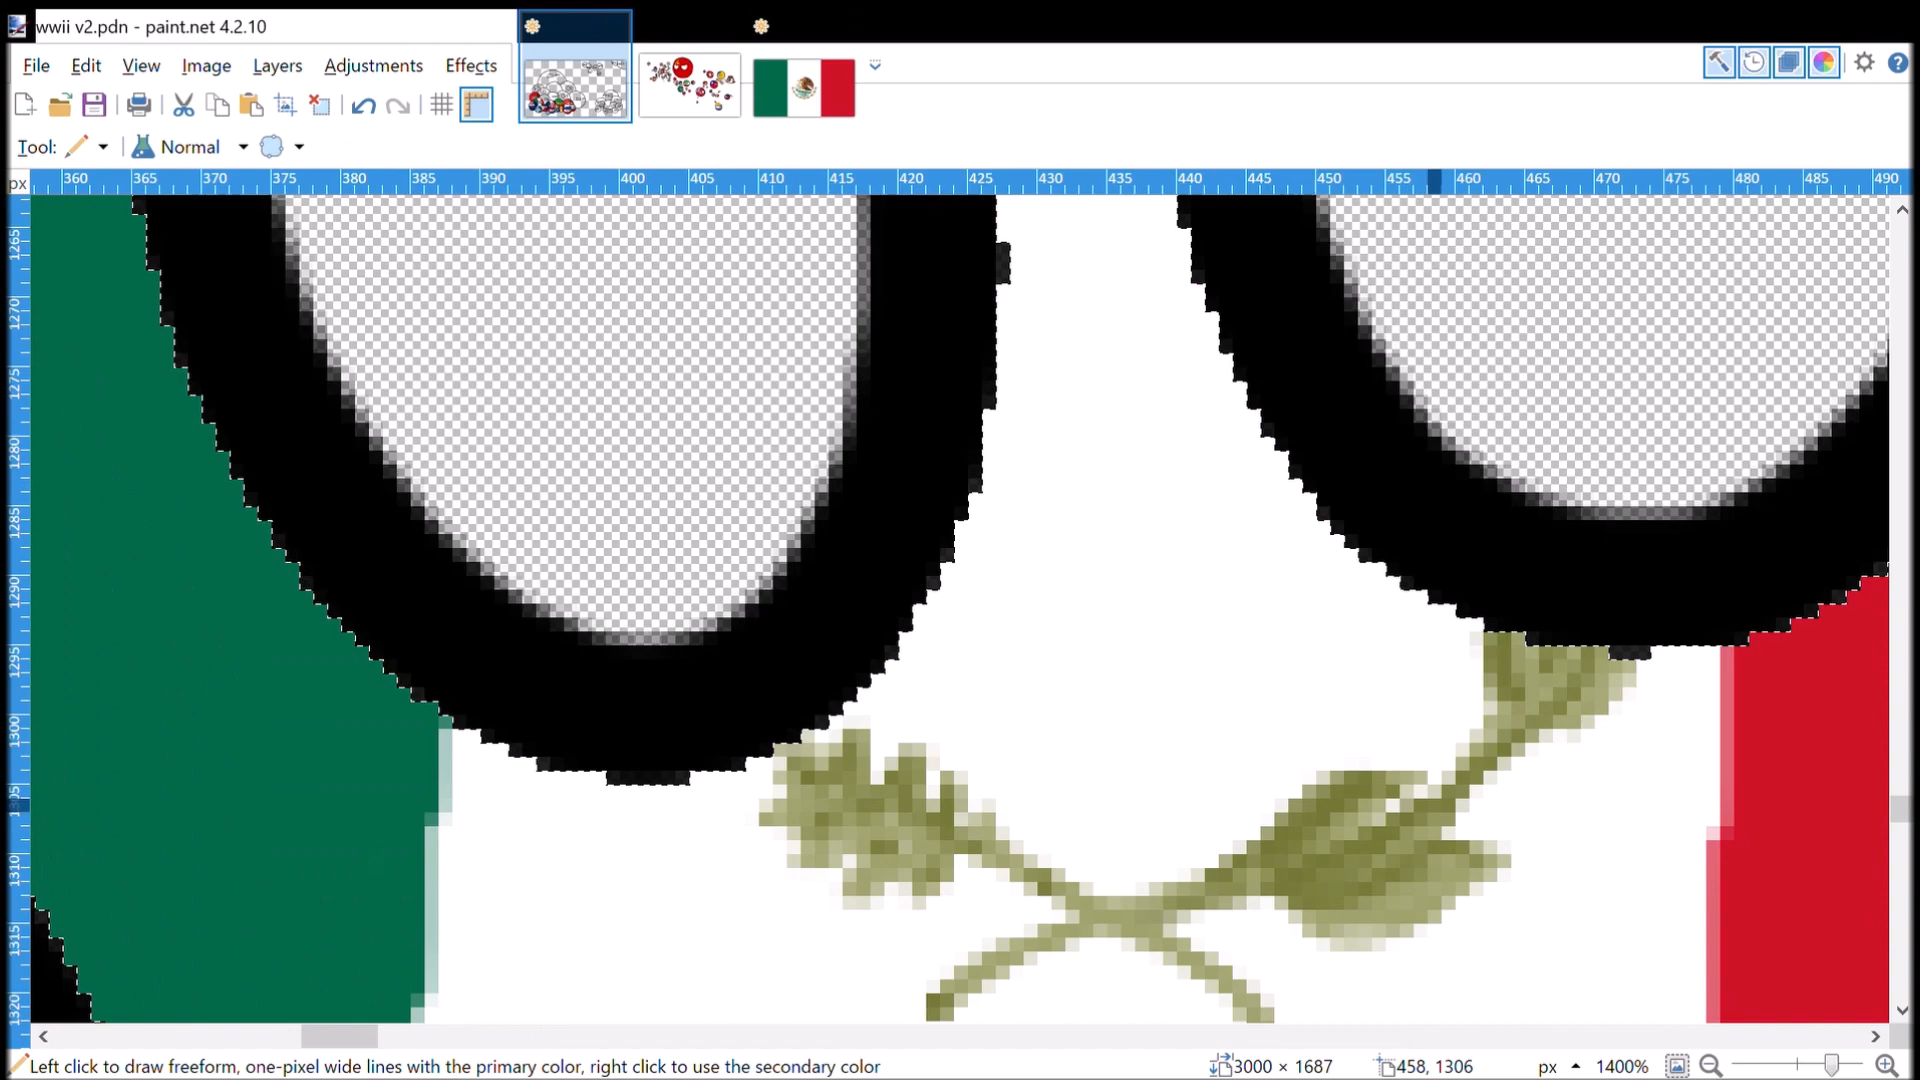 wwii v2.pdn - paint.net 4.2.10
File Edit View Image Layers Adjustments Effects
Tool: Normal
px 360 365 370 375 380 385 390 395 400 405 410 415 420 425 430 435 440 445 450 455 460 465 470 475 480 485 490
1265
1270
1275
1280
1285
1290
1295
1300
1305
1310
1315
1320
Left click to draw freeform, one-pixel wide lines with the primary color, right click to use the secondary color 3000 × 1687 458, 1306 px 1400%